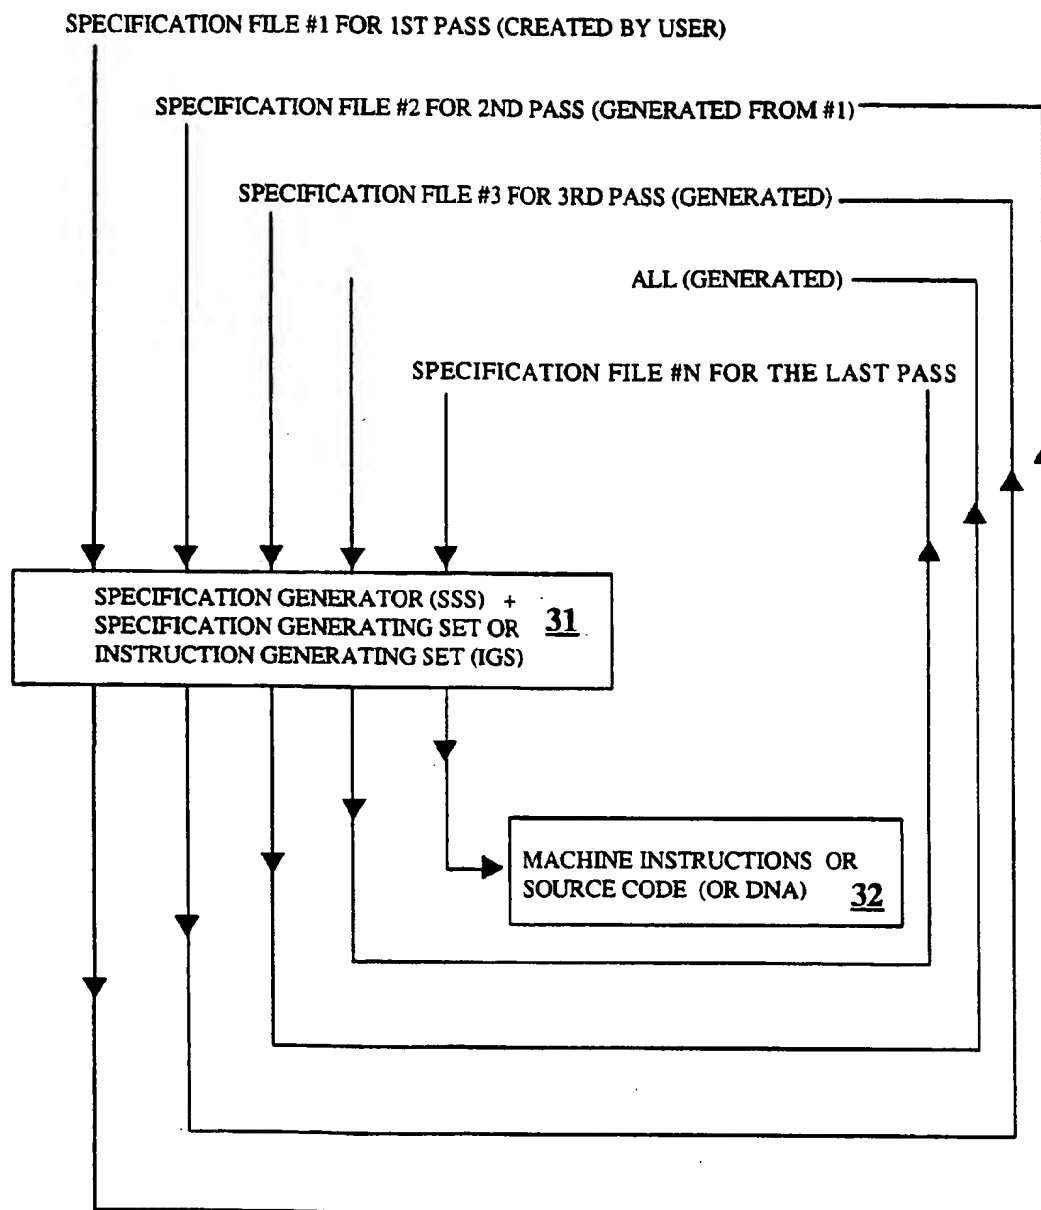 SPECIFICATION FILE #1 FOR 1ST PASS (CREATED BY USER)
SPECIFICATION FILE #2 FOR 2ND PASS (GENERATED FROM #1)
SPECIFICATION FILE #3 FOR 3RD PASS (GENERATED)
ALL (GENERATED)
SPECIFICATION FILE #N FOR THE LAST PASS
SPECIFICATION GENERATOR (SSS) +
SPECIFICATION GENERATING SET OR 31
INSTRUCTION GENERATING SET (IGS)
MACHINE INSTRUCTIONS OR
SOURCE CODE (OR DNA) 32